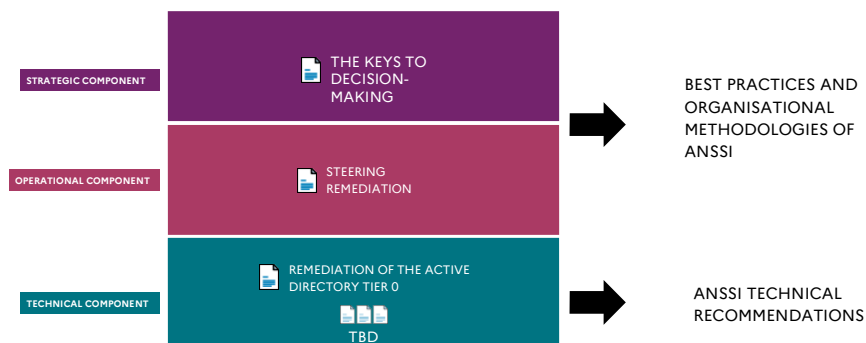 STRATEGIC COMPONENT
THE KEYS TO
DECISION-
MAKING
OPERATIONAL COMPONENT
STEERING
REMEDIATION
TECHNICAL COMPONENT
REMEDIATION OF THE ACTIVE
DIRECTORY TIER 0
TBD
BEST PRACTICES AND
ORGANISATIONAL
METHODOLOGIES OF
ANSSI
ANSSI TECHNICAL
RECOMMENDATIONS